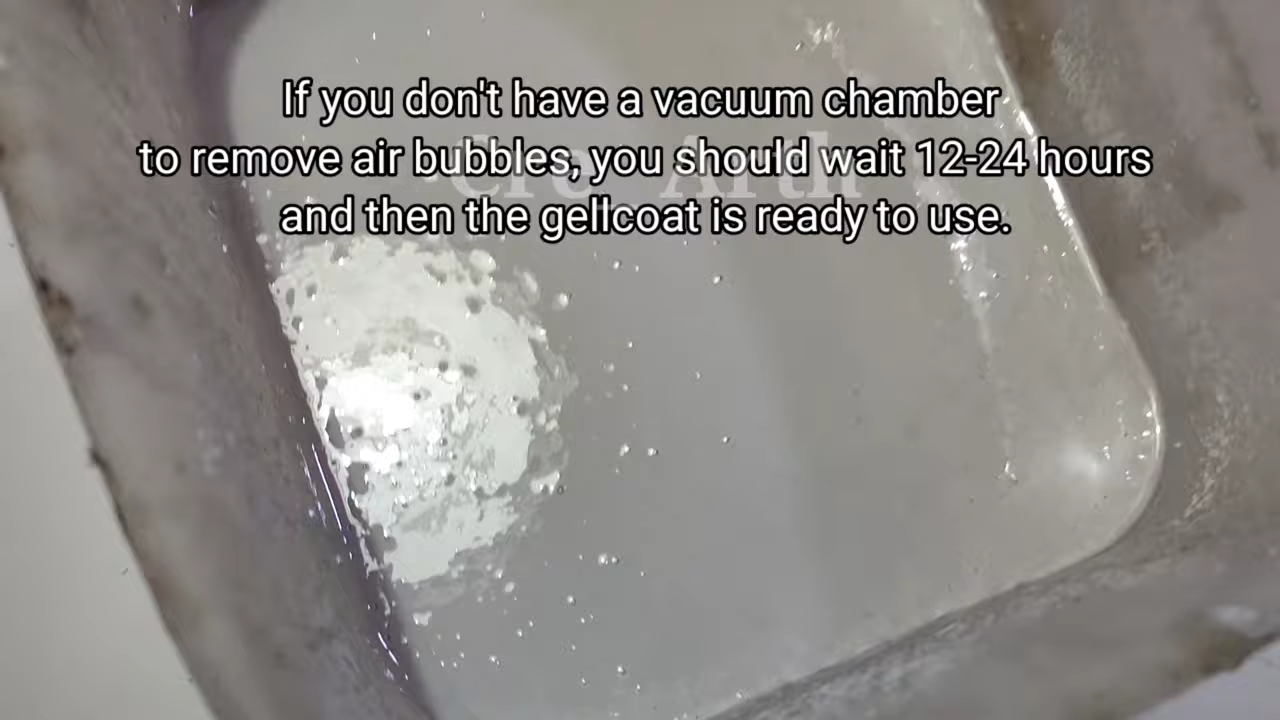 If you don't have a vacuum chamber
to remove air bubbles, you should wait 12-24 hours
and then the gellcoat is ready to use.